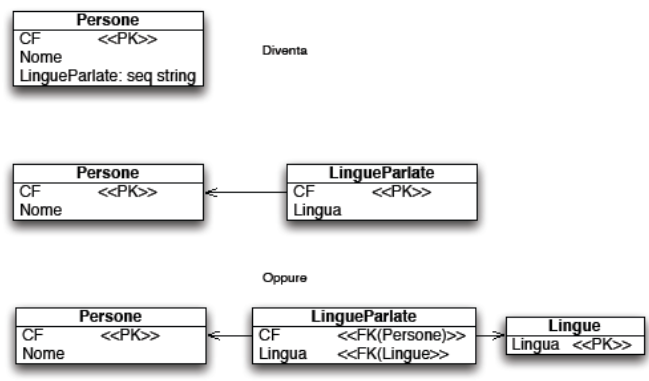 Persone
CF <<PK>>
Nome
LingueParlate: seq string
Diventa
Persone
CF <<PK>>
Nome
LingueParlate
CF <<PK>>
Lingua
Oppure
Persone
CF <<PK>>
Nome
LingueParlate
CF <<FK(Persone)>>
Lingua <<FK(Lingue>>
Lingue
Lingua <<PK>>